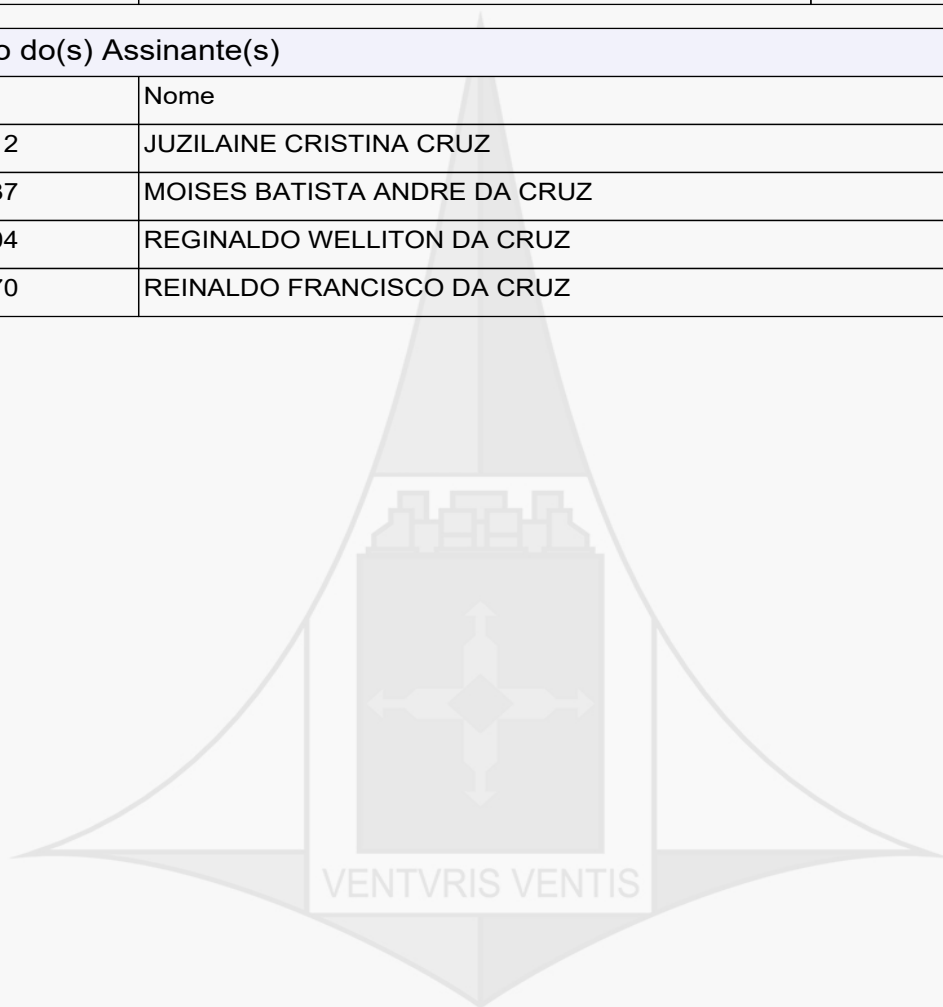 o do(s) Assinante(s)
Nome
2 JUZILAINE CRISTINA CRUZ
37 MOISES BATISTA ANDRE DA CRUZ
04 REGINALDO WELLITON DA CRUZ
70 REINALDO FRANCISCO DA CRUZ
VENTVRIS VENTIS